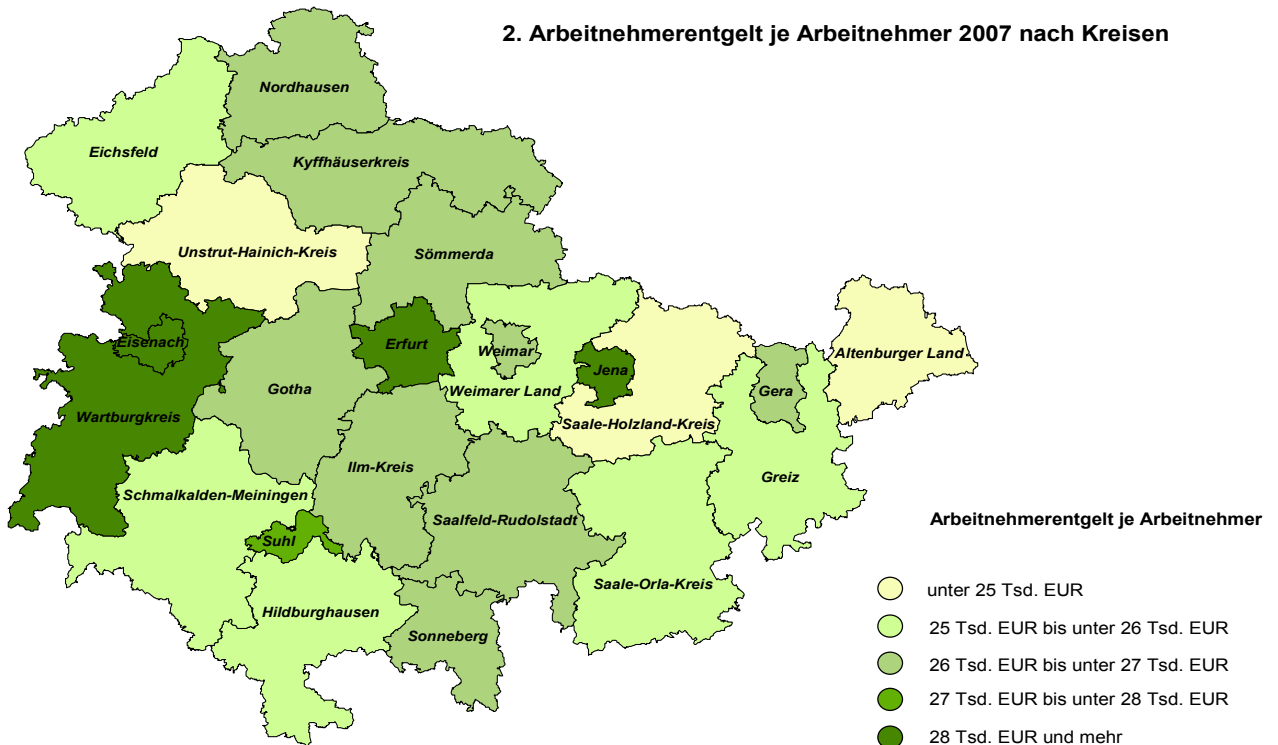 2. Arbeitnehmerentgelt je Arbeitnehmer 2007 nach Kreisen
Nordhausen
Eichsfeld
Kyffhäuserkreis
Unstrut-Hainich-Kreis
Sömmerda
Eisenach
Erfurt
Weimar
Altenburger Land
Jena
Gotha
Weimarer Land
Gera
Wartburgkreis
Saale-Holzland-Kreis
Ilm-Kreis
Greiz
Schmalkalden-Meiningen
Saalfeld-Rudolstadt
Arbeitnehmerentgelt je Arbeitnehmer
Suhl
Saale-Orla-Kreis
unter 25 Tsd. EUR
Hildburghausen
25 Tsd. EUR bis unter 26 Tsd. EUR
Sonneberg
26 Tsd. EUR bis unter 27 Tsd. EUR
27 Tsd. EUR bis unter 28 Tsd. EUR
28 Tsd. EUR und mehr